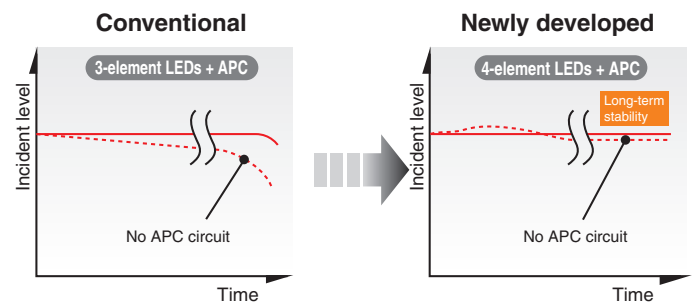 Conventional
3-element LEDs + APC
Incident level
No APC circuit
Time
Newly developed
4-element LEDs + APC
Long-term
stability
Incident level
No APC circuit
Time